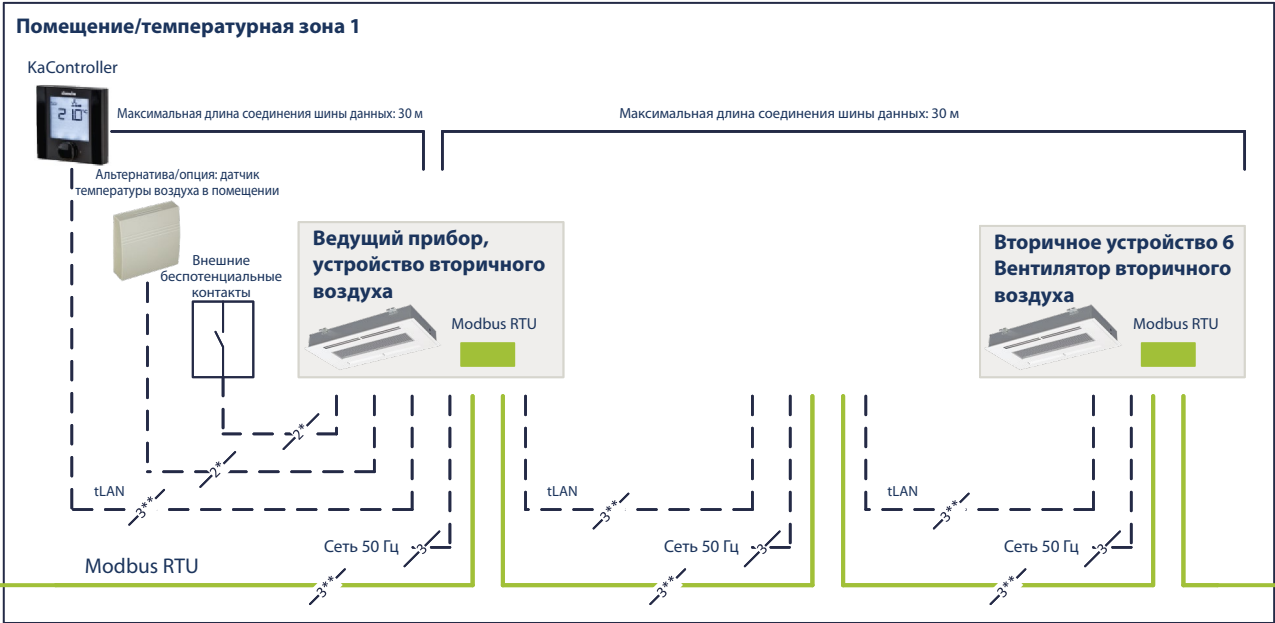 Помещение/температурная зона 1
KaController
21.0°C
Максимальная длина соединения шины данных: 30 м
Максимальная длина соединения шины данных: 30 м
Альтернатива/опция: датчик
температуры воздуха в помещении
Внешние
беспотенциальные
контакты
Ведущий прибор,
устройство вторичного
воздуха
Modbus RTU
Вторичное устройство 6
Вентилятор вторичного
воздуха
Modbus RTU
2*
2*
tLAN
3**
tLAN
3**
tLAN
3**
Сеть 50 Гц
3
Сеть 50 Гц
3
Сеть 50 Гц
3
Modbus RTU
3**
3**
3**